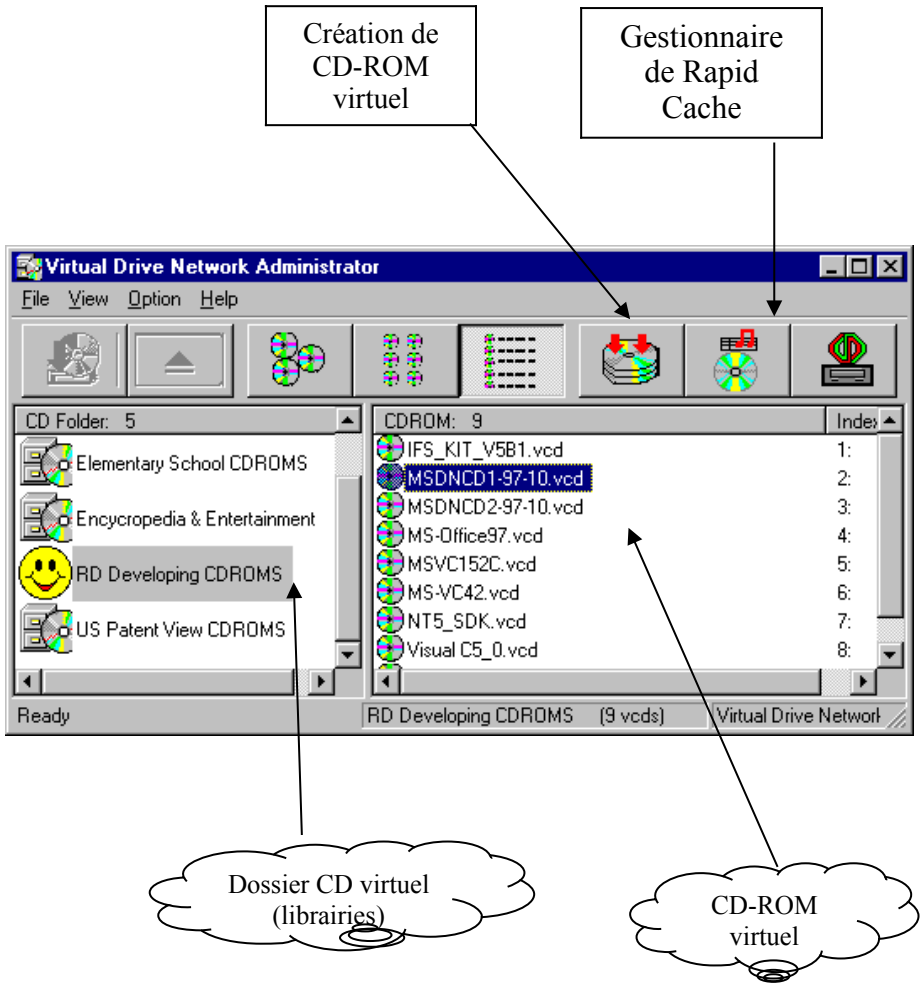 Création de
CD-ROM
virtuel
Gestionnaire
de Rapid
Cache
Virtual Drive Network Administrator
File View Option Help
CD Folder: 5
Elementary School CDROMS
Encycropedia & Entertainment
RD Developing CDROMS
US Patent View CDROMS
CDROM: 9 Index
IFS_KIT_V5B1.vcd 1:
MSDNCD1-97-10.vcd 2:
MSDNCD2-97-10.vcd 3:
MS-Office97.vcd 4:
MSVC152C.vcd 5:
MS-VC42.vcd 6:
NT5_SDK.vcd 7:
Visual C5_0.vcd 8:
Ready RD Developing CDROMS (9 vcds) Virtual Drive Network
Dossier CD virtuel
(librairies)
CD-ROM
virtuel